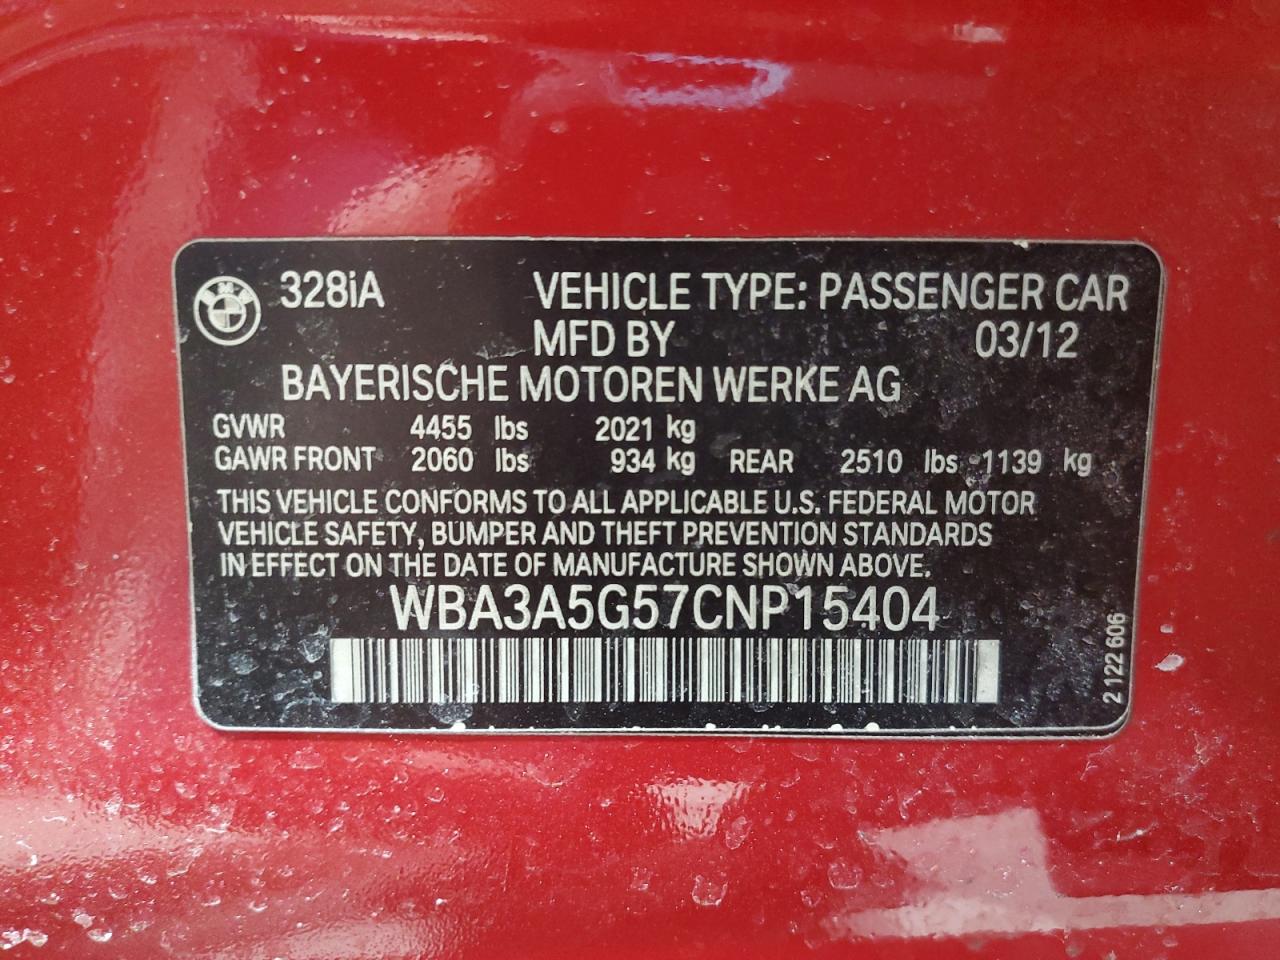 BMW 328iA VEHICLE TYPE: PASSENGER CAR
MFD BY 03/12
BAYERISCHE MOTOREN WERKE AG
GVWR 4455 lbs 2021 kg
GAWR FRONT 2060 lbs 934 kg REAR 2510 lbs 1139 kg
THIS VEHICLE CONFORMS TO ALL APPLICABLE U.S. FEDERAL MOTOR
VEHICLE SAFETY, BUMPER AND THEFT PREVENTION STANDARDS
IN EFFECT ON THE DATE OF MANUFACTURE SHOWN ABOVE.
WBA3A5G57CNP15404
2 122 606